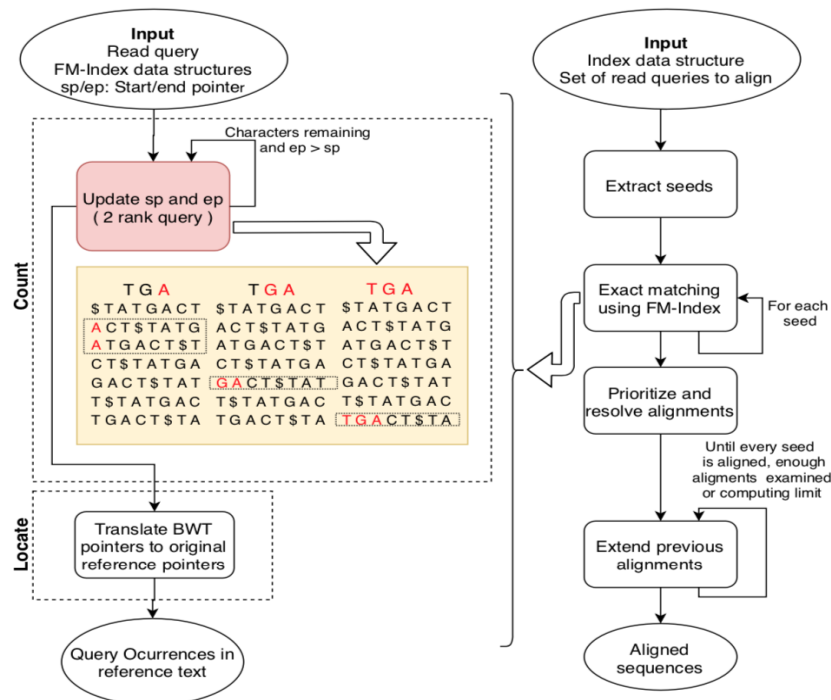 Input
Read query
FM-Index data structures
sp/ep: Start/end pointer
Count
Characters remaining
and ep > sp
Update sp and ep
( 2 rank query )
TGA
$TATGACT
ACT$TATG
ATGACT$T
CT$TATGA
GACT$TAT
T$TATGAC
TGACT$TA
TGA
$TATGACT
ACT$TATG
ATGACT$T
CT$TATGA
GACT$TAT
T$TATGAC
TGACT$TA
TGA
$TATGACT
ACT$TATG
ATGACT$T
CT$TATGA
GACT$TAT
T$TATGAC
TGACT$TA
Locate
Translate BWT
pointers to original
reference pointers
Query Ocurrences in
reference text
Input
Index data structure
Set of read queries to align
Extract seeds
Exact matching
using FM-Index
For each
seed
Prioritize and
resolve alignments
Until every seed
is aligned, enough
aligments examined
or computing limit
Extend previous
alignments
Aligned
sequences